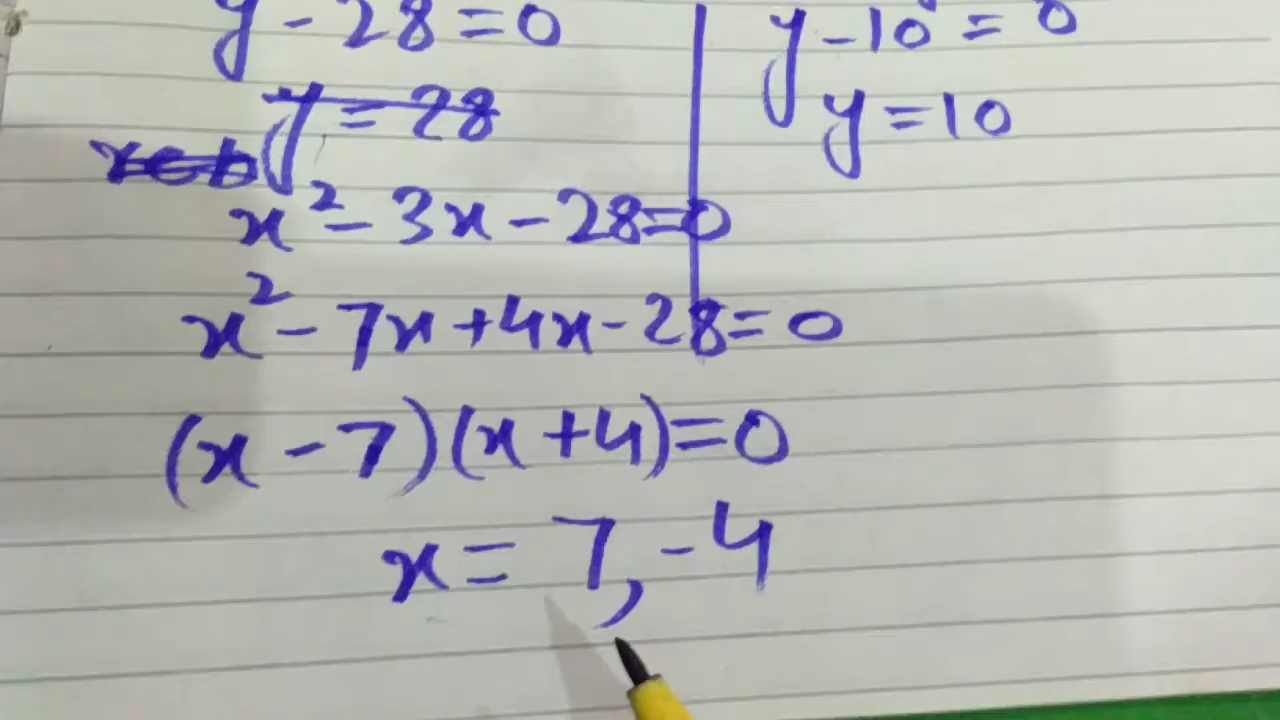 y - 28 = 0
y = 28
x² - 3x - 28 = 0
x² - 7x + 4x - 28 = 0
(x - 7)(x + 4) = 0
x = 7, -4
y - 10 = 0
y = 10